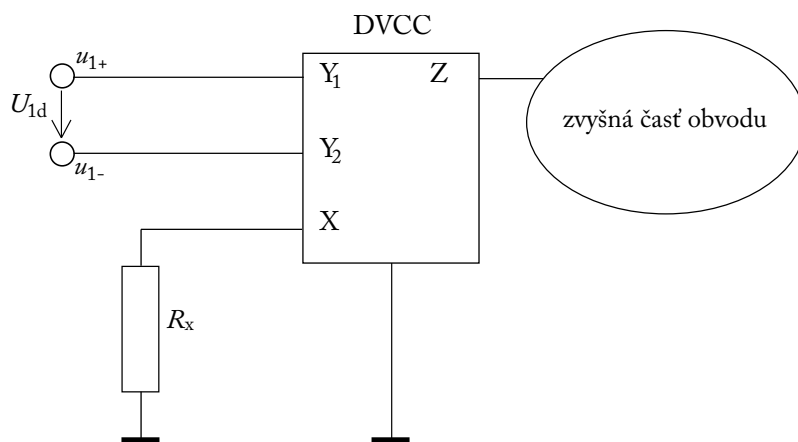 DVCC
u1+
Y1
Z
U1d
zvyšná časť obvodu
Y2
u1-
X
Rx